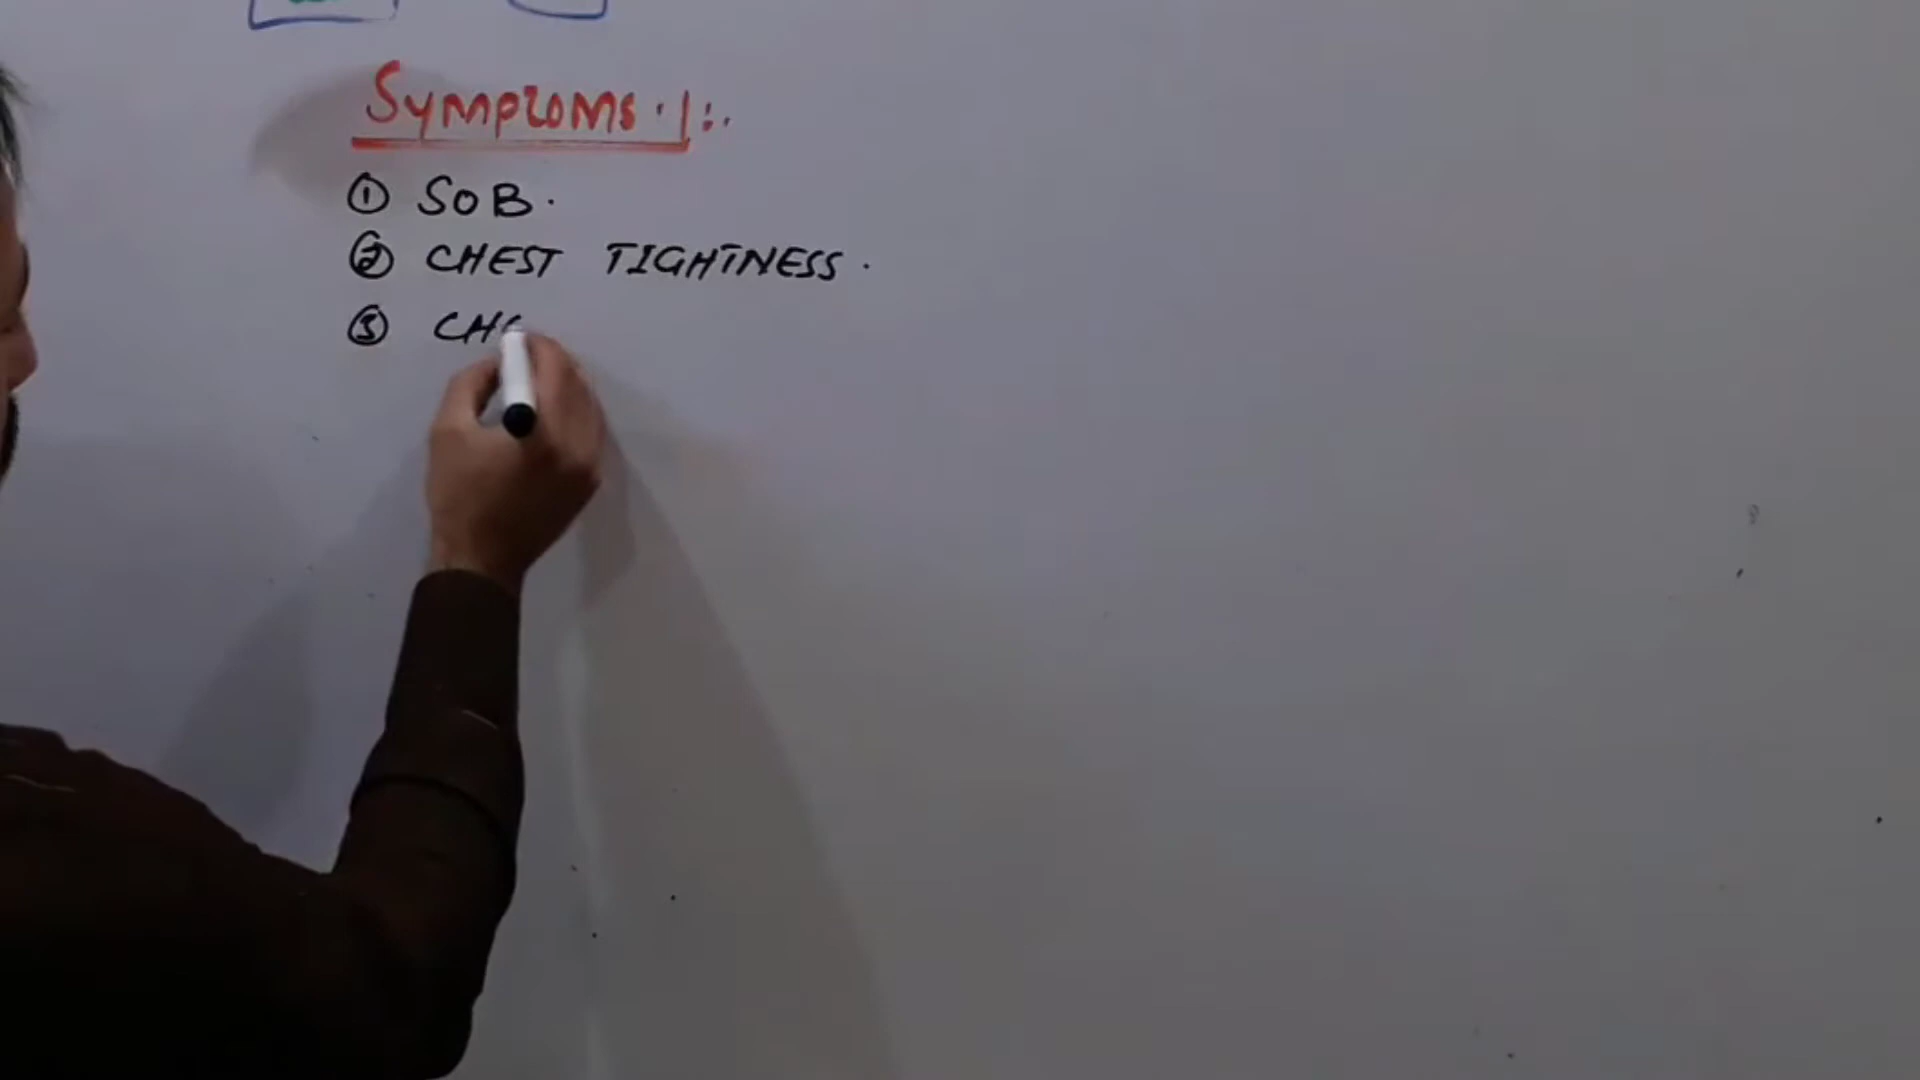 Symptoms :|:.
① SOB.
② CHEST TIGHTNESS.
③ CH